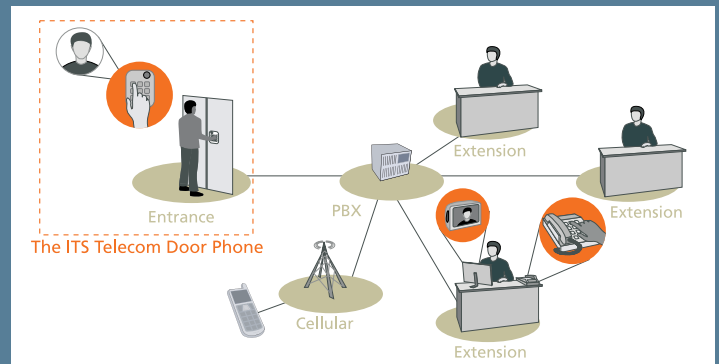 Extension
Extension
Entrance
PBX
The ITS Telecom Door Phone
Cellular
Extension